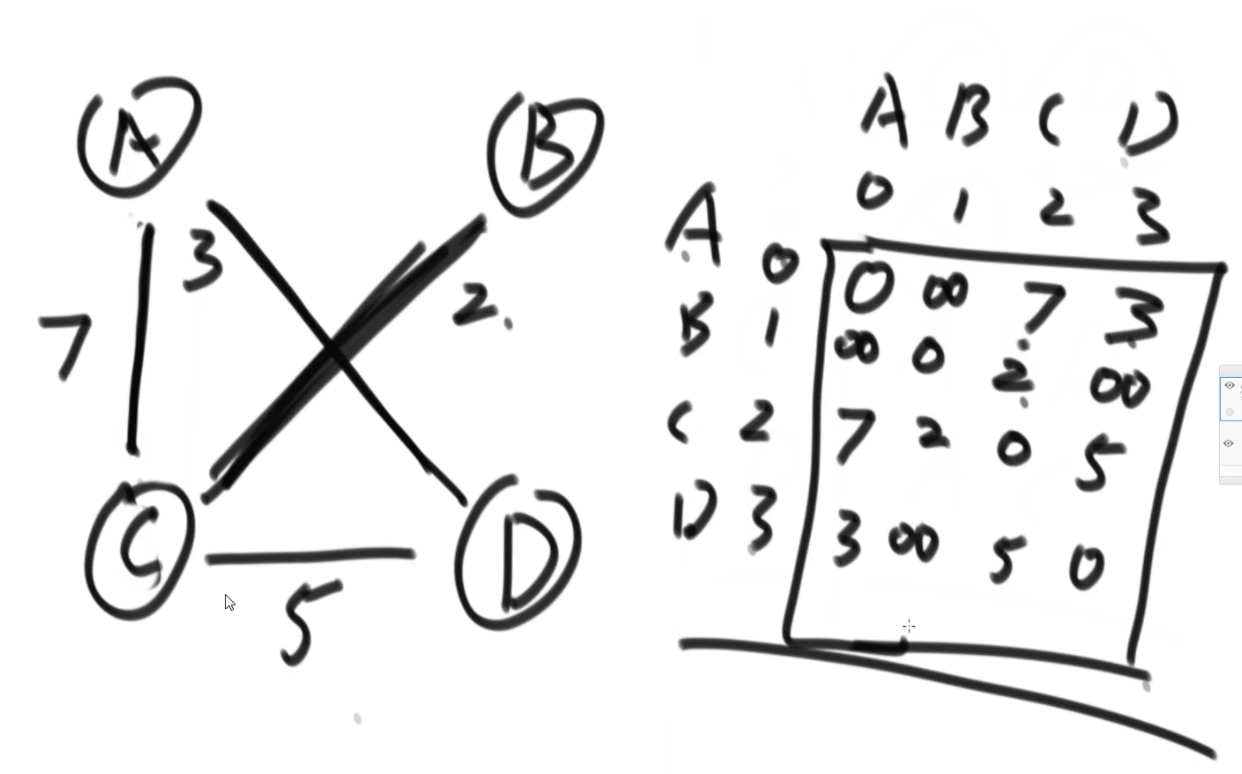 A B
3
7 2.
C D
5
A B C D
0 1 2 3
A 0 0 ∞ 7 3
B 1 ∞ 0 2 ∞
C 2 7 2 0 5
D 3 3 ∞ 5 0